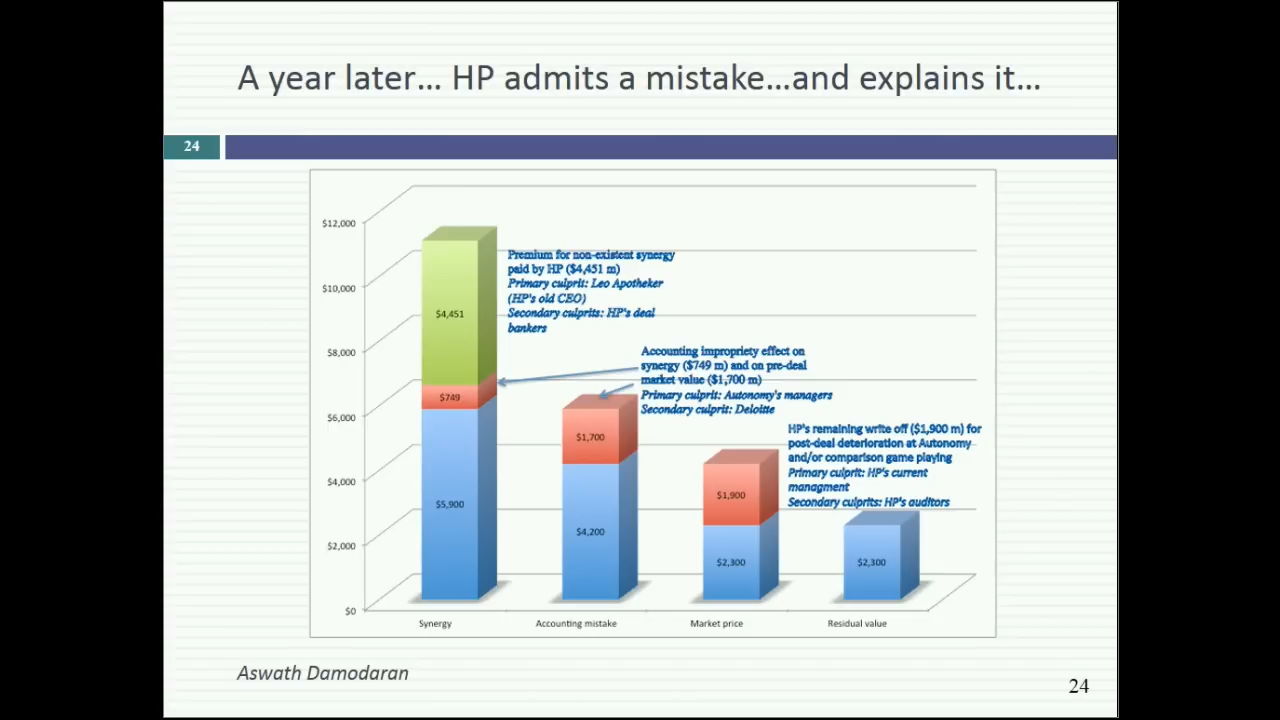 A year later... HP admits a mistake...and explains it...
24
$12,000
$10,000
$8,000
$6,000
$4,000
$2,000
$0
$4,451
$749
$5,900
$1,700
$4,200
$1,900
$2,300
$2,300
Premium for non-existent synergy
paid by HP ($4,451 m)
Primary culprit: Leo Apotheker
(HP's old CEO)
Secondary culprits: HP's deal
bankers
Accounting impropriety effect on
synergy ($749 m) and on pre-deal
market value ($1,700 m)
Primary culprit: Autonomy's managers
Secondary culprit: Deloitte
HP's remaining write off ($1,900 m) for
post-deal deterioration at Autonomy
and/or comparison game playing
Primary culprit: HP's current
managment
Secondary culprits: HP's auditors
Synergy
Accounting mistake
Market price
Residual value
Aswath Damodaran
24